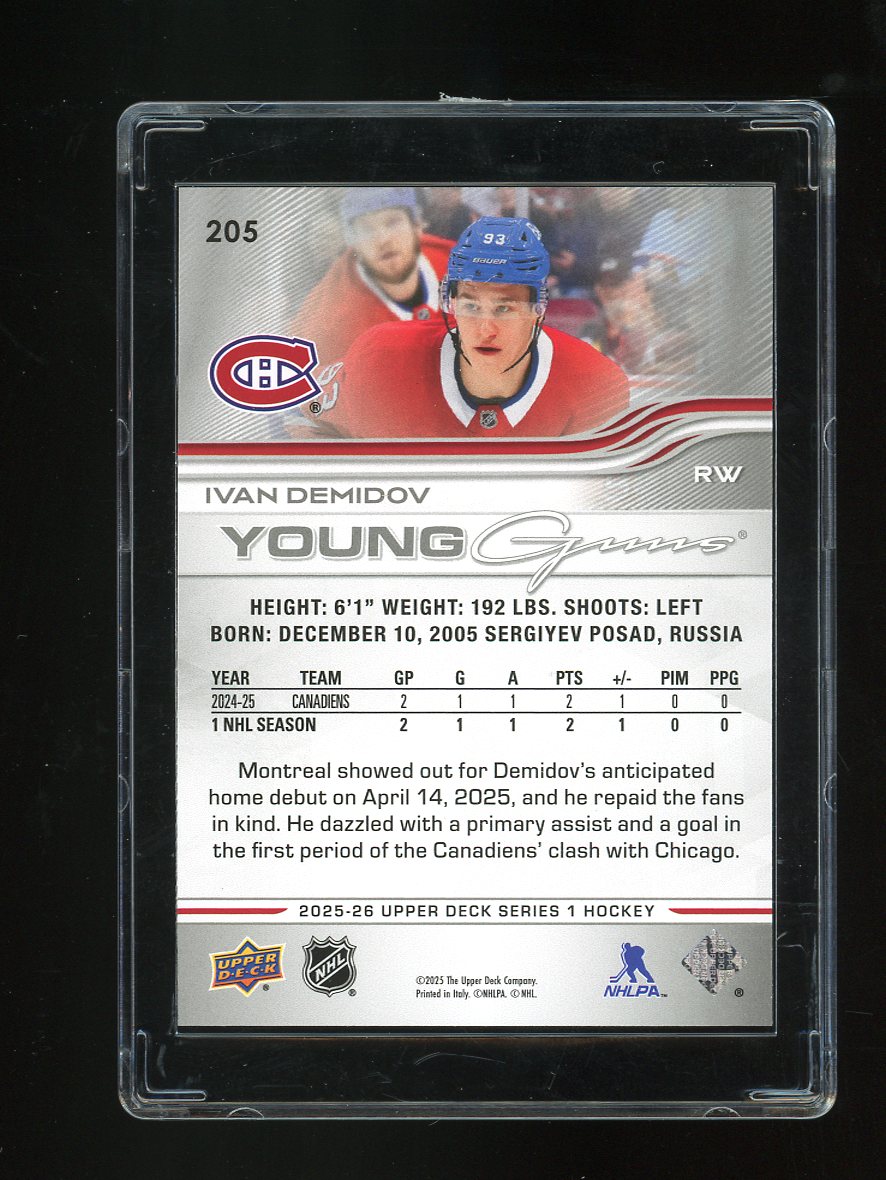 205
93
BAUER
RW
IVAN DEMIDOV
YOUNG Guns®
HEIGHT: 6'1” WEIGHT: 192 LBS. SHOOTS: LEFT
BORN: DECEMBER 10, 2005 SERGIYEV POSAD, RUSSIA
YEAR TEAM GP G A PTS +/- PIM PPG
2024-25 CANADIENS 2 1 1 2 1 0 0
1 NHL SEASON 2 1 1 2 1 0 0
Montreal showed out for Demidov's anticipated
home debut on April 14, 2025, and he repaid the fans
in kind. He dazzled with a primary assist and a goal in
the first period of the Canadiens' clash with Chicago.
2025-26 UPPER DECK SERIES 1 HOCKEY
UPPER
D•E•C•K
®
NHL
®
©2025 The Upper Deck Company.
Printed in Italy. ©NHLPA. ©NHL.
NHLPA™
®